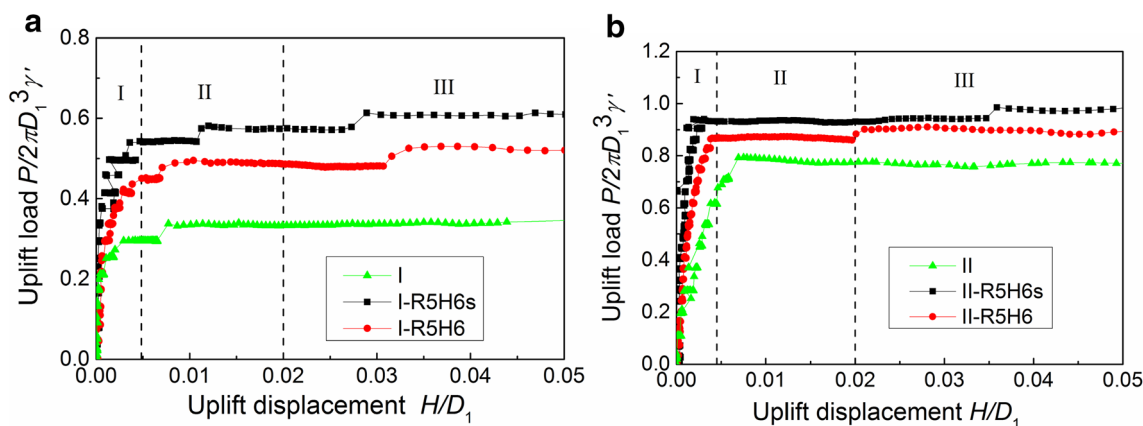 a
0.8
0.6
0.4
0.2
0.0
Uplift load P/2πD₁³γ'
I
II
III
I
I-R5H6s
I-R5H6
0.00
0.01
0.02
0.03
0.04
0.05
Uplift displacement H/D₁
b
1.2
1.0
0.8
0.6
0.4
0.2
0.0
Uplift load P/2πD₁³γ'
I
II
III
II
II-R5H6s
II-R5H6
0.00
0.01
0.02
0.03
0.04
0.05
Uplift displacement H/D₁